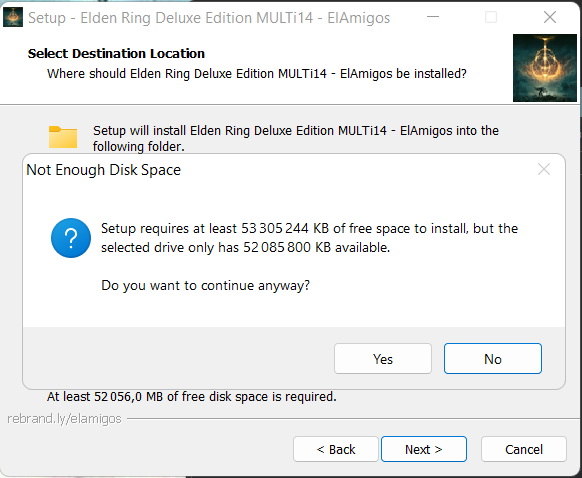 Setup - Elden Ring Deluxe Edition MULTi14 - ElAmigos
Select Destination Location
Where should Elden Ring Deluxe Edition MULTi14 - ElAmigos be installed?
Setup will install Elden Ring Deluxe Edition MULTi14 - ElAmigos into the
following folder.
Not Enough Disk Space
Setup requires at least 53 305 244 KB of free space to install, but the
selected drive only has 52 085 800 KB available.
Do you want to continue anyway?
Yes
No
At least 52 056,0 MB of free disk space is required.
rebrand.ly/elamigos
< Back
Next >
Cancel